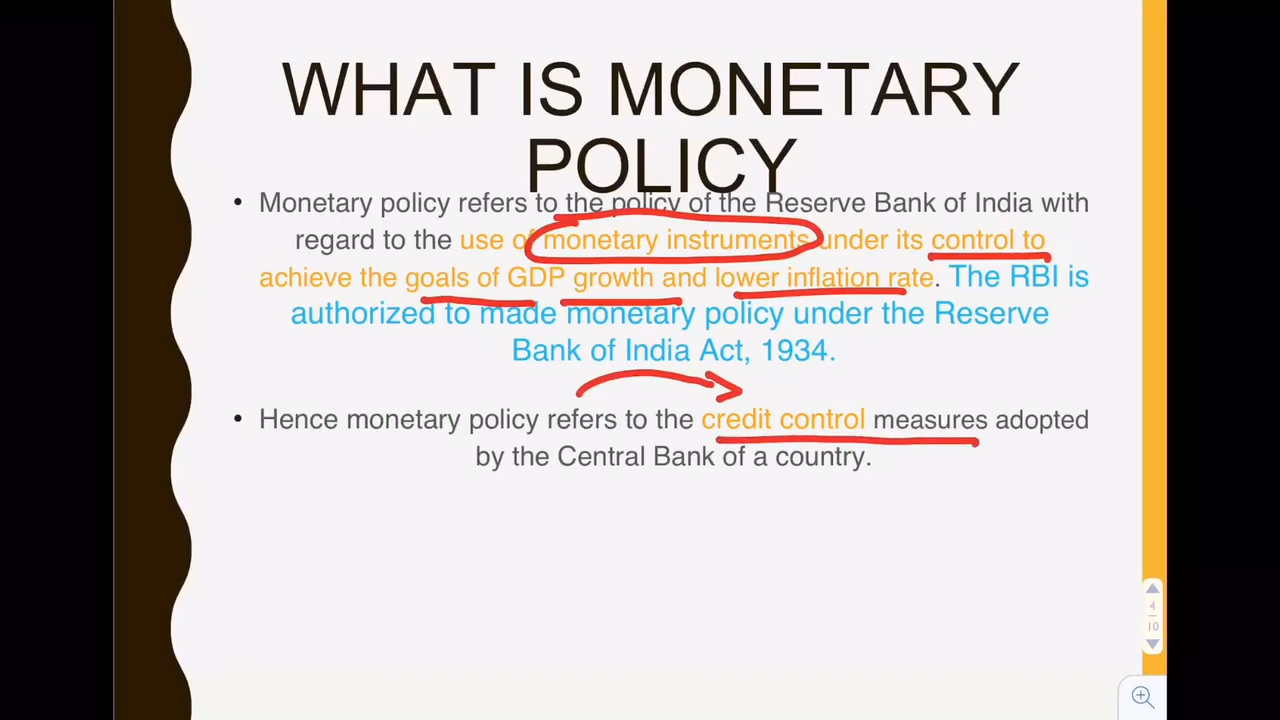 WHAT IS MONETARY
POLICY
• Monetary policy refers to the policy of the Reserve Bank of India with
regard to the use of monetary instruments under its control to
achieve the goals of GDP growth and lower inflation rate. The RBI is
authorized to made monetary policy under the Reserve
Bank of India Act, 1934.
• Hence monetary policy refers to the credit control measures adopted
by the Central Bank of a country.
4
10